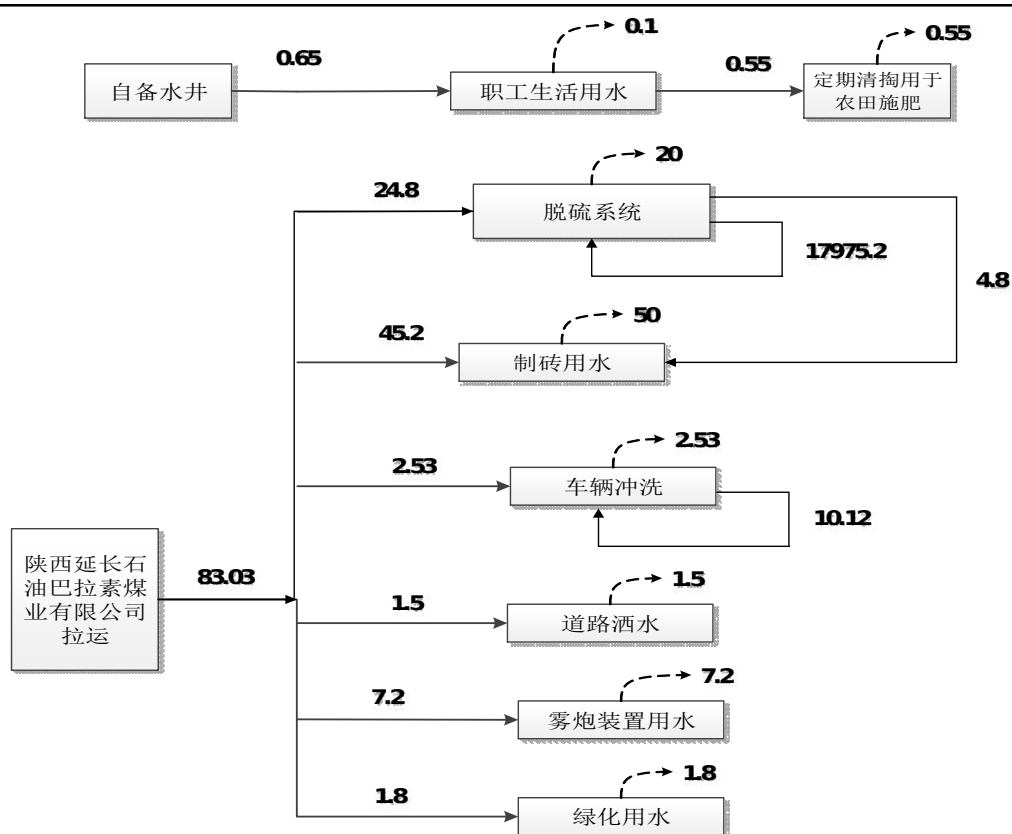 0.1
0.65
0.55
0.55
自备水井
职工生活用水
定期清掏用于
农田施肥
20
24.8
脱硫系统
17975.2
4.8
50
45.2
制砖用水
2.53
2.53
车辆冲洗
10.12
陕西延长石
油巴拉素煤
业有限公司
拉运
83.03
1.5
1.5
道路洒水
7.2
7.2
雾炮装置用水
1.8
1.8
绿化用水